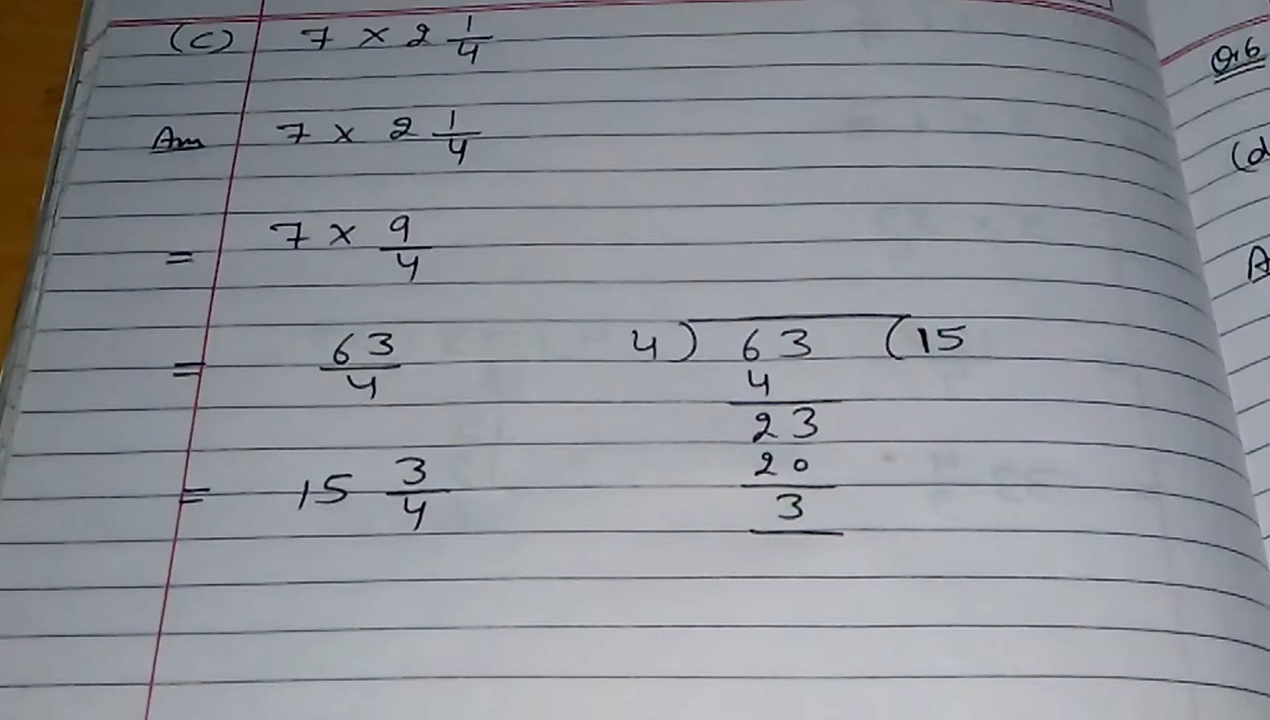 (c) 7 × 2 1/4
Ans 7 × 2 1/4
= 7 × 9/4
= 63/4
4 ) 63 ( 15
4
23
20
3
= 15 3/4
Q.6
(d
A